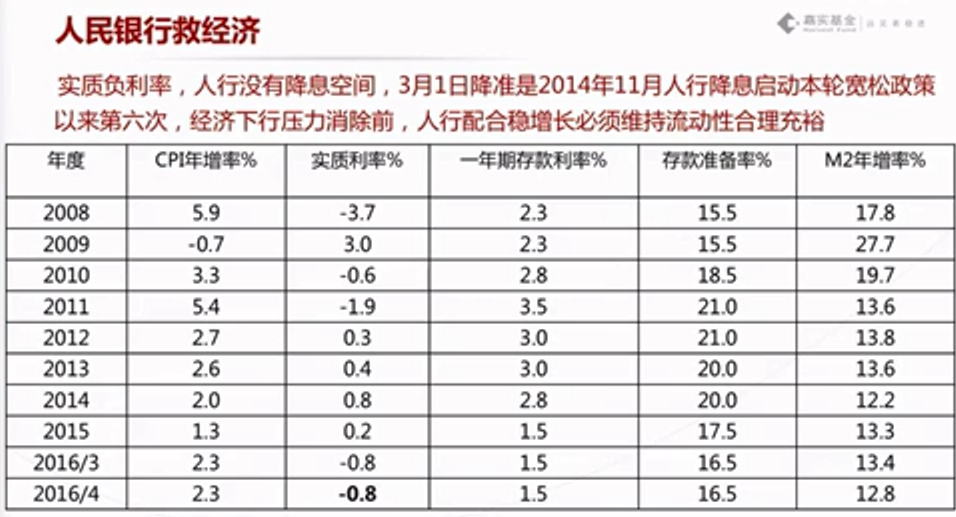 人民银行救经济
嘉实基金
Harvest Fund
实质负利率，人行没有降息空间，3月1日降准是2014年11月人行降息启动本轮宽松政策
以来第六次，经济下行压力消除前，人行配合稳增长必须维持流动性合理充裕
年度 CPI年增率% 实质利率% 一年期存款利率% 存款准备率% M2年增率%
2008 5.9 -3.7 2.3 15.5 17.8
2009 -0.7 3.0 2.3 15.5 27.7
2010 3.3 -0.6 2.8 18.5 19.7
2011 5.4 -1.9 3.5 21.0 13.6
2012 2.7 0.3 3.0 21.0 13.8
2013 2.6 0.4 3.0 20.0 13.6
2014 2.0 0.8 2.8 20.0 12.2
2015 1.3 0.2 1.5 17.5 13.3
2016/3 2.3 -0.8 1.5 16.5 13.4
2016/4 2.3 -0.8 1.5 16.5 12.8